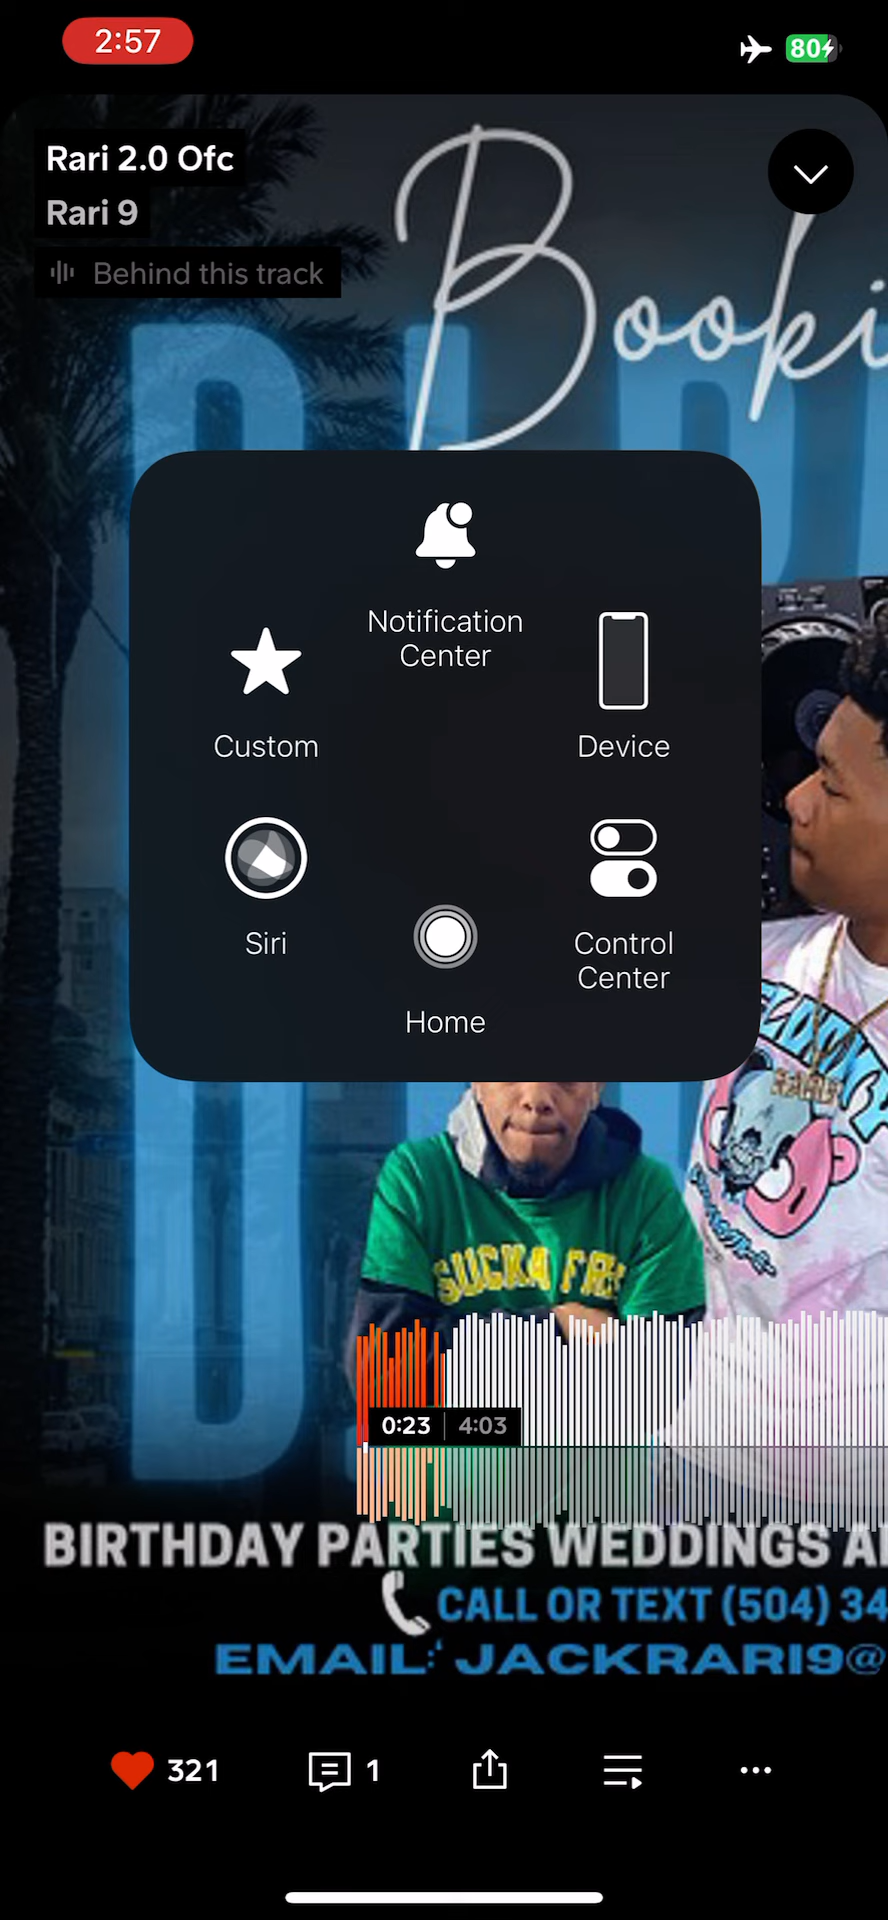 2:57
80
Rari 2.0 Ofc
Rari 9
Behind this track
Booki
Notification
Center
Custom
Device
Siri
Control
Center
Home
SUCKA FREE
0:23 4:03
BIRTHDAY PARTIES WEDDINGS
CALL OR TEXT (504) 34
EMAIL: JACKRARI9@
321
1